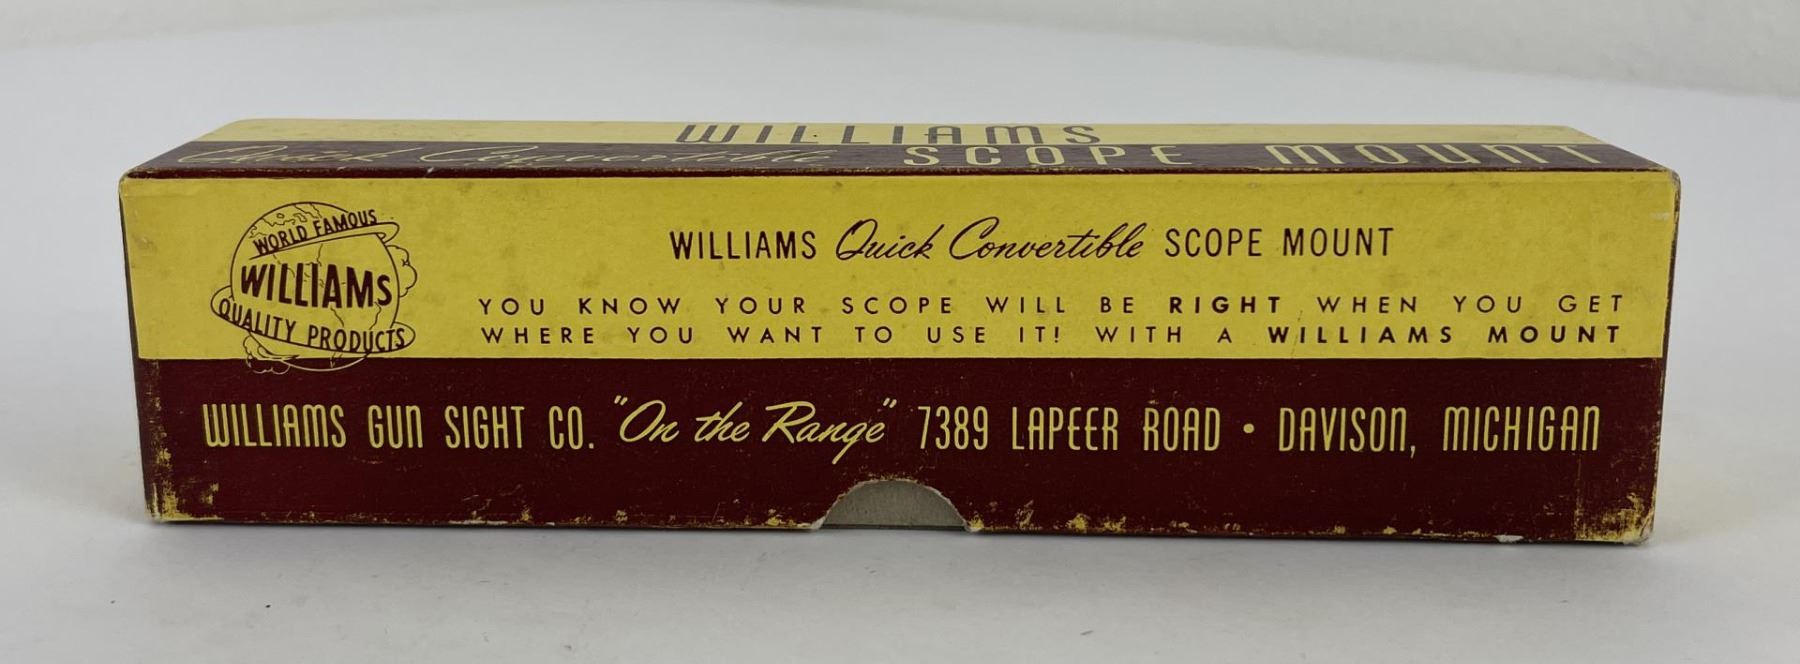 WILLIAMS
Quick Convertible SCOPE MOUNT
WORLD FAMOUS
WILLIAMS
QUALITY PRODUCTS
WILLIAMS Quick Convertible SCOPE MOUNT
YOU KNOW YOUR SCOPE WILL BE RIGHT WHEN YOU GET
WHERE YOU WANT TO USE IT! WITH A WILLIAMS MOUNT
WILLIAMS GUN SIGHT CO. "On the Range" 7389 LAPEER ROAD • DAVISON, MICHIGAN